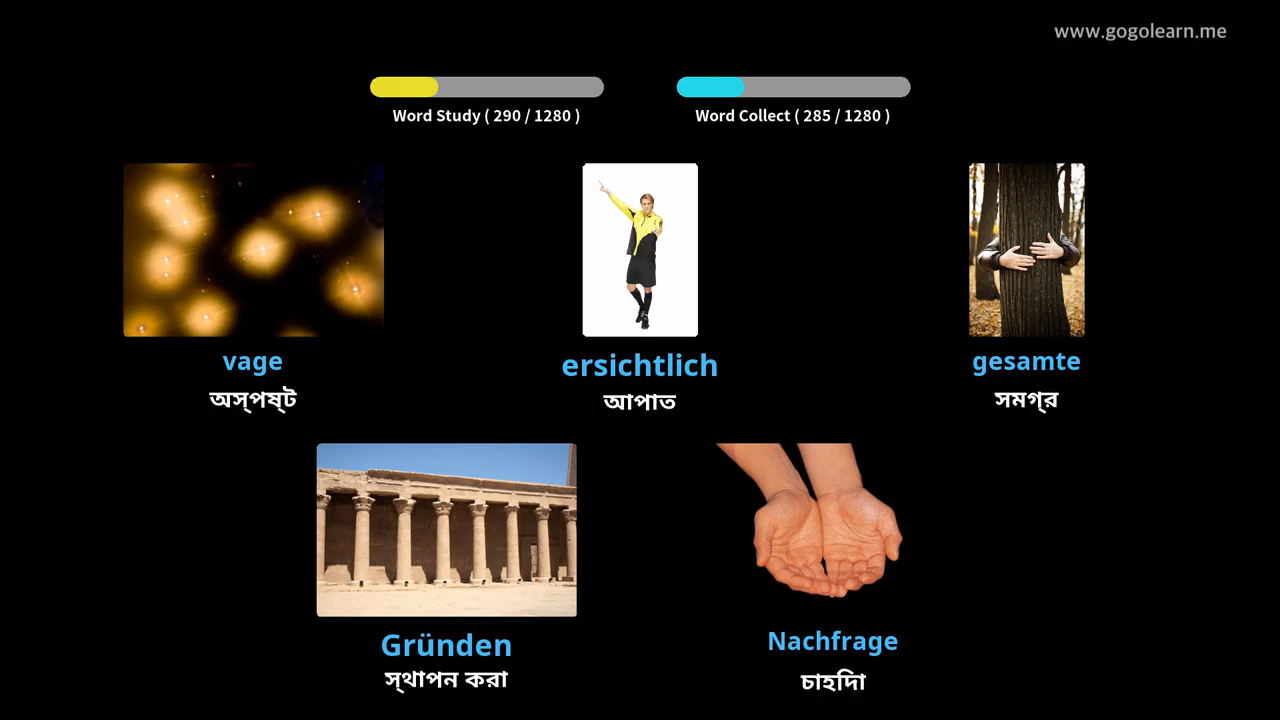 www.gogolearn.me
Word Study ( 290 / 1280 )
Word Collect ( 285 / 1280 )
vage
ersichtlich
gesamte
অস্পষ্ট
আপাত
সমগ্র
Gründen
Nachfrage
স্থাপন করা
চাহিদা